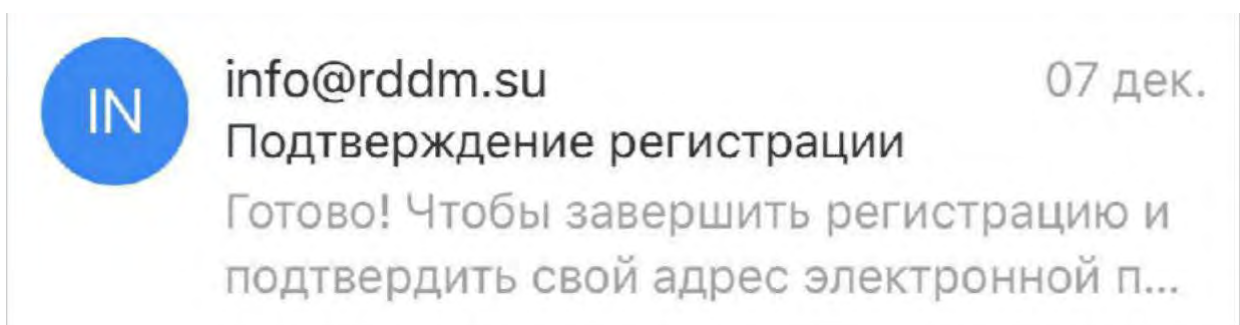 IN
info@rddm.su
07 дек.
Подтверждение регистрации
Готово! Чтобы завершить регистрацию и
подтвердить свой адрес электронной п...